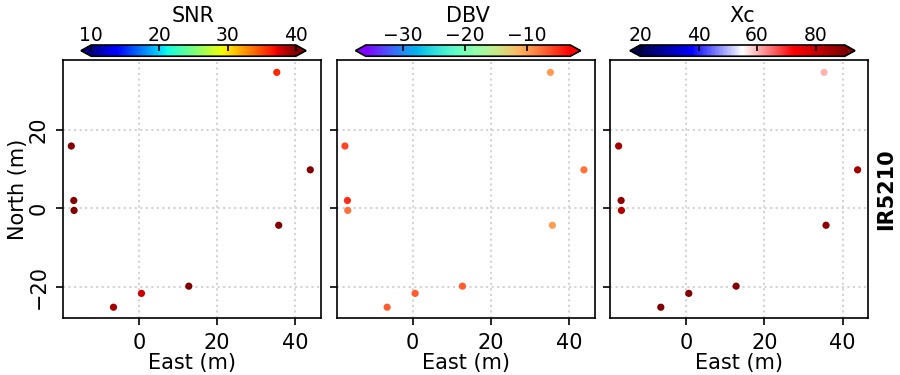 SNR DBV Xc
10 20 30 40 −30 −20 −10 20 40 60 80
North (m)
20
0
−20
IR5210
0 20 40 0 20 40 0 20 40
East (m) East (m) East (m)